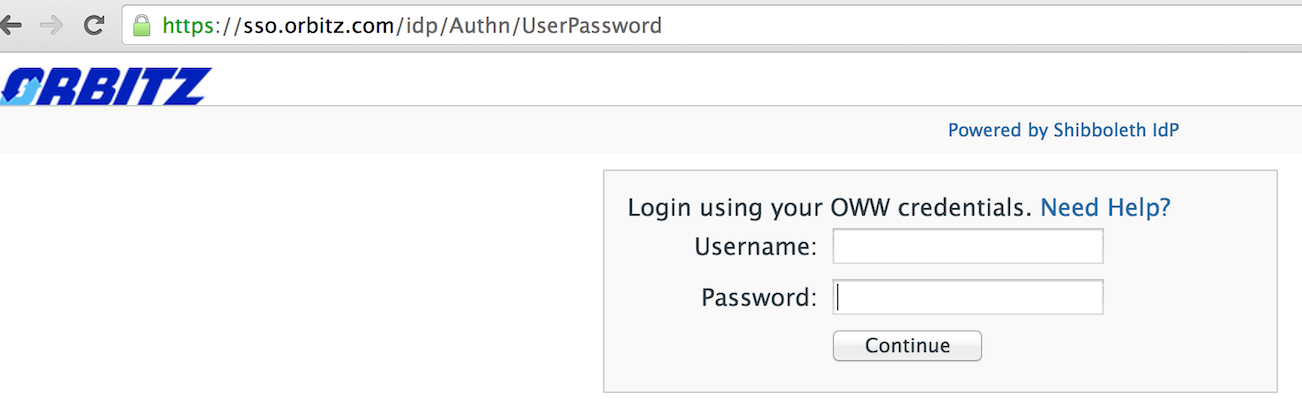 https://sso.orbitz.com/idp/Authn/UserPassword
ORBITZ
Powered by Shibboleth IdP
Login using your OWW credentials. Need Help?
Username:
Password:
Continue